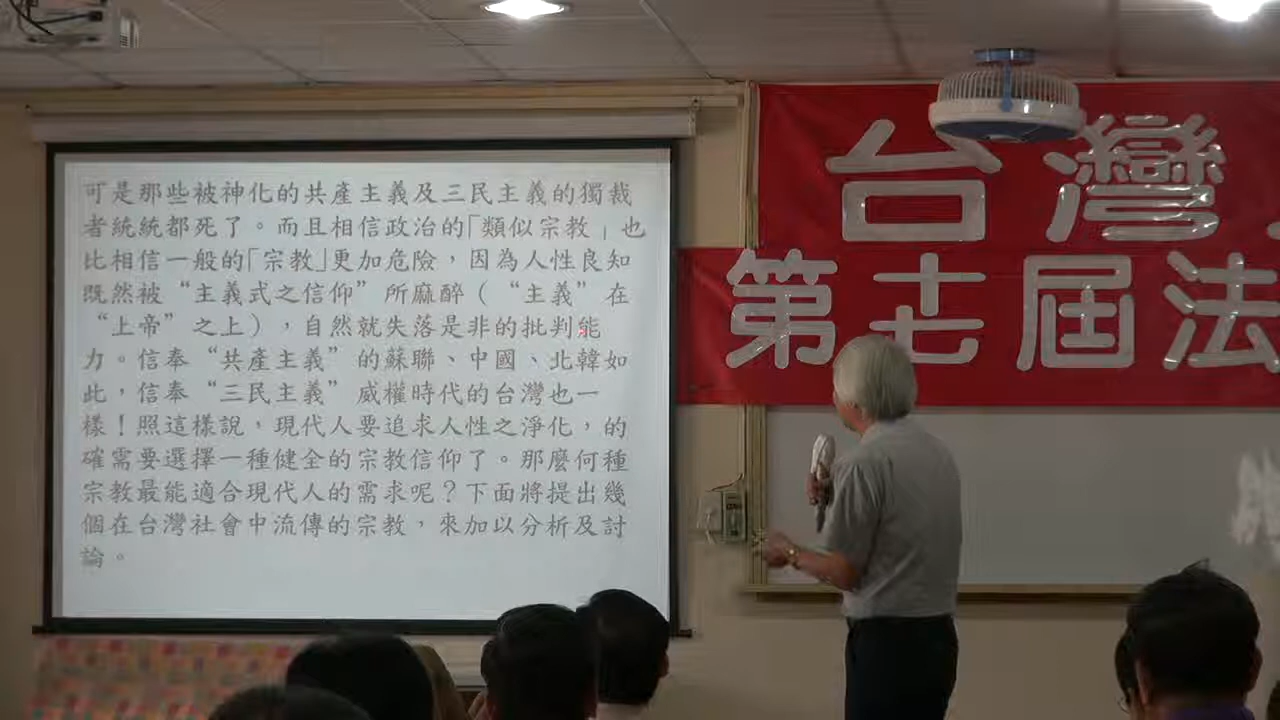 可是那些被神化的共產主義及三民主義的獨裁
者統統都死了。而且相信政治的「類似宗教」也
比相信一般的「宗教」更加危險，因為人性良知
既然被“主義式之信仰”所麻醉（“主義”在
“上帝”之上），自然就失落是非的批判能
力。信奉“共產主義”的蘇聯、中國、北韓如
此，信奉“三民主義”威權時代的台灣也一
樣！照這樣說，現代人要追求人性之淨化，的
確需要選擇一種健全的宗教信仰了。那麼何種
宗教最能適合現代人的需求呢？下面將提出幾
個在台灣社會中流傳的宗教，來加以分析及討
論。
台灣
第七屆法